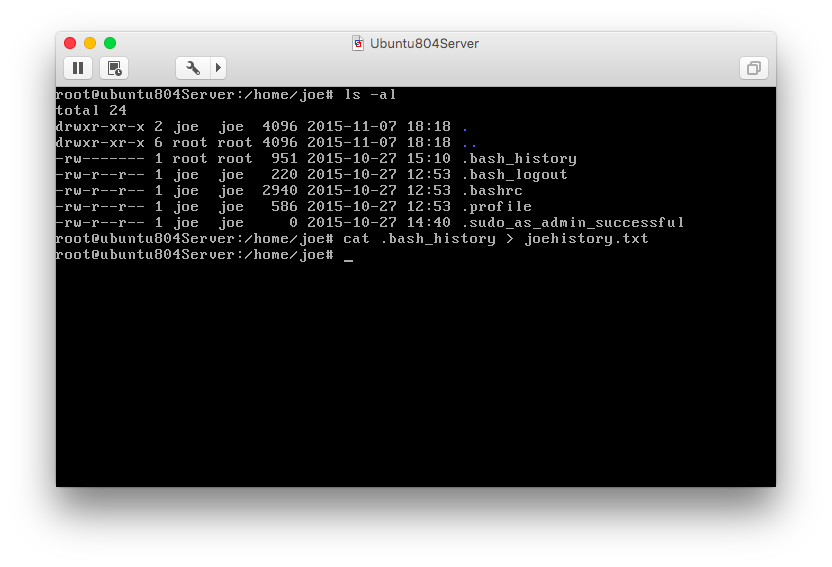 Ubuntu804Server
root@ubuntu804Server:/home/joe# ls -al
total 24
drwxr-xr-x 2 joe  joe  4096 2015-11-07 18:18 .
drwxr-xr-x 6 root root 4096 2015-11-07 18:18 ..
-rw------- 1 root root  951 2015-10-27 15:10 .bash_history
-rw-r--r-- 1 joe  joe   220 2015-10-27 12:53 .bash_logout
-rw-r--r-- 1 joe  joe  2940 2015-10-27 12:53 .bashrc
-rw-r--r-- 1 joe  joe   586 2015-10-27 12:53 .profile
-rw-r--r-- 1 joe  joe     0 2015-10-27 14:40 .sudo_as_admin_successful
root@ubuntu804Server:/home/joe# cat .bash_history > joehistory.txt
root@ubuntu804Server:/home/joe# _